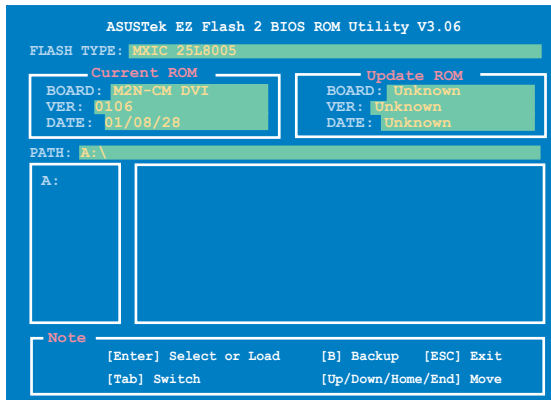 ASUSTek EZ Flash 2 BIOS ROM Utility V3.06
FLASH TYPE: MXIC 25L8005
Current ROM
BOARD: M2N-CM DVI
VER: 0106
DATE: 01/08/28
Update ROM
BOARD: Unknown
VER: Unknown
DATE: Unknown
PATH: A:\
A:
Note
[Enter] Select or Load [B] Backup [ESC] Exit
[Tab] Switch [Up/Down/Home/End] Move